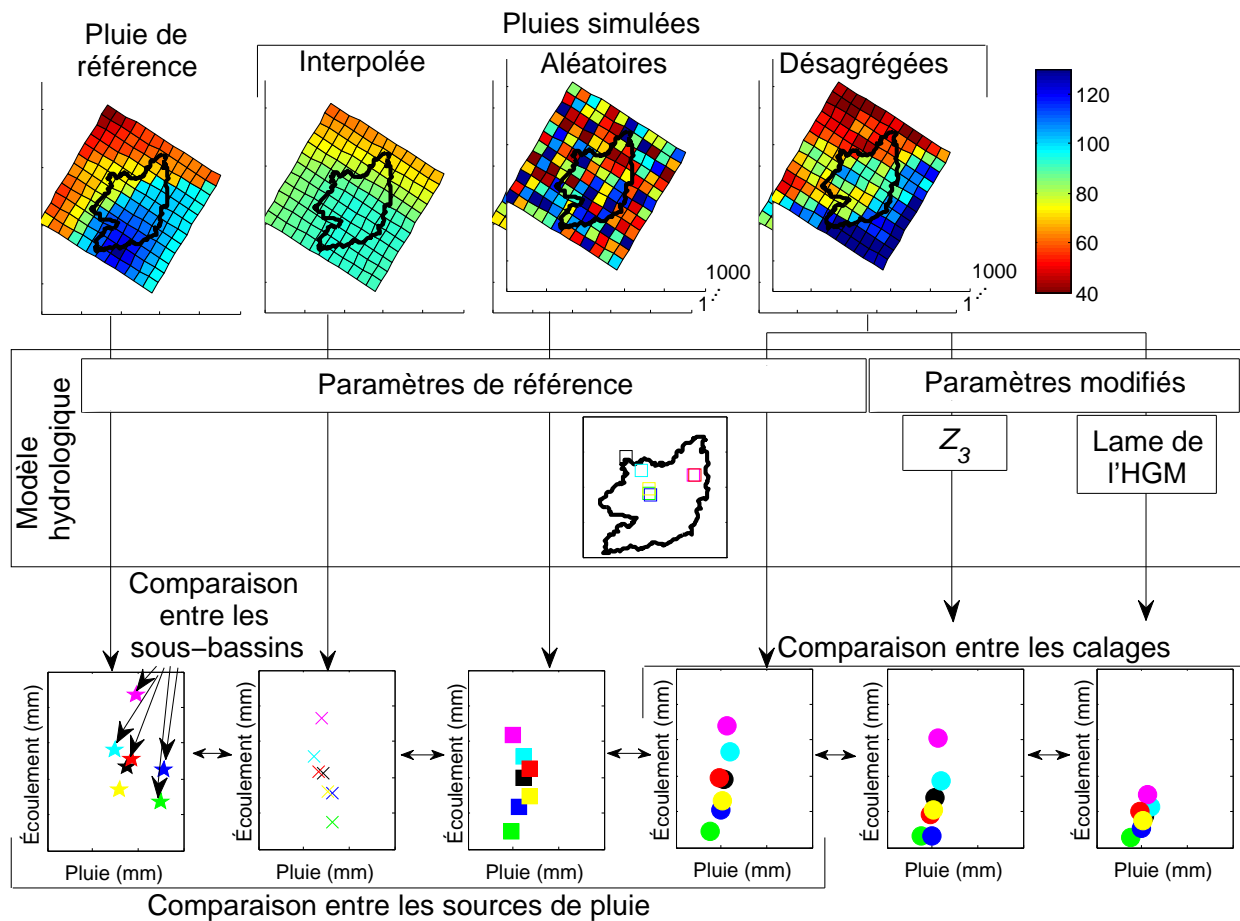 Pluies simulées
Pluie de
référence
Interpolée
Aléatoires
Désagrégées
120
100
80
60
40
1000
1
1000
1
Modèle
hydrologique
Paramètres de référence
Paramètres modifiés
Z3
Lame de
l'HGM
Comparaison
entre les
sous−bassins
Comparaison entre les calages
Écoulement (mm)
Écoulement (mm)
Écoulement (mm)
Écoulement (mm)
Écoulement (mm)
Écoulement (mm)
Pluie (mm)
Pluie (mm)
Pluie (mm)
Pluie (mm)
Pluie (mm)
Pluie (mm)
Comparaison entre les sources de pluie